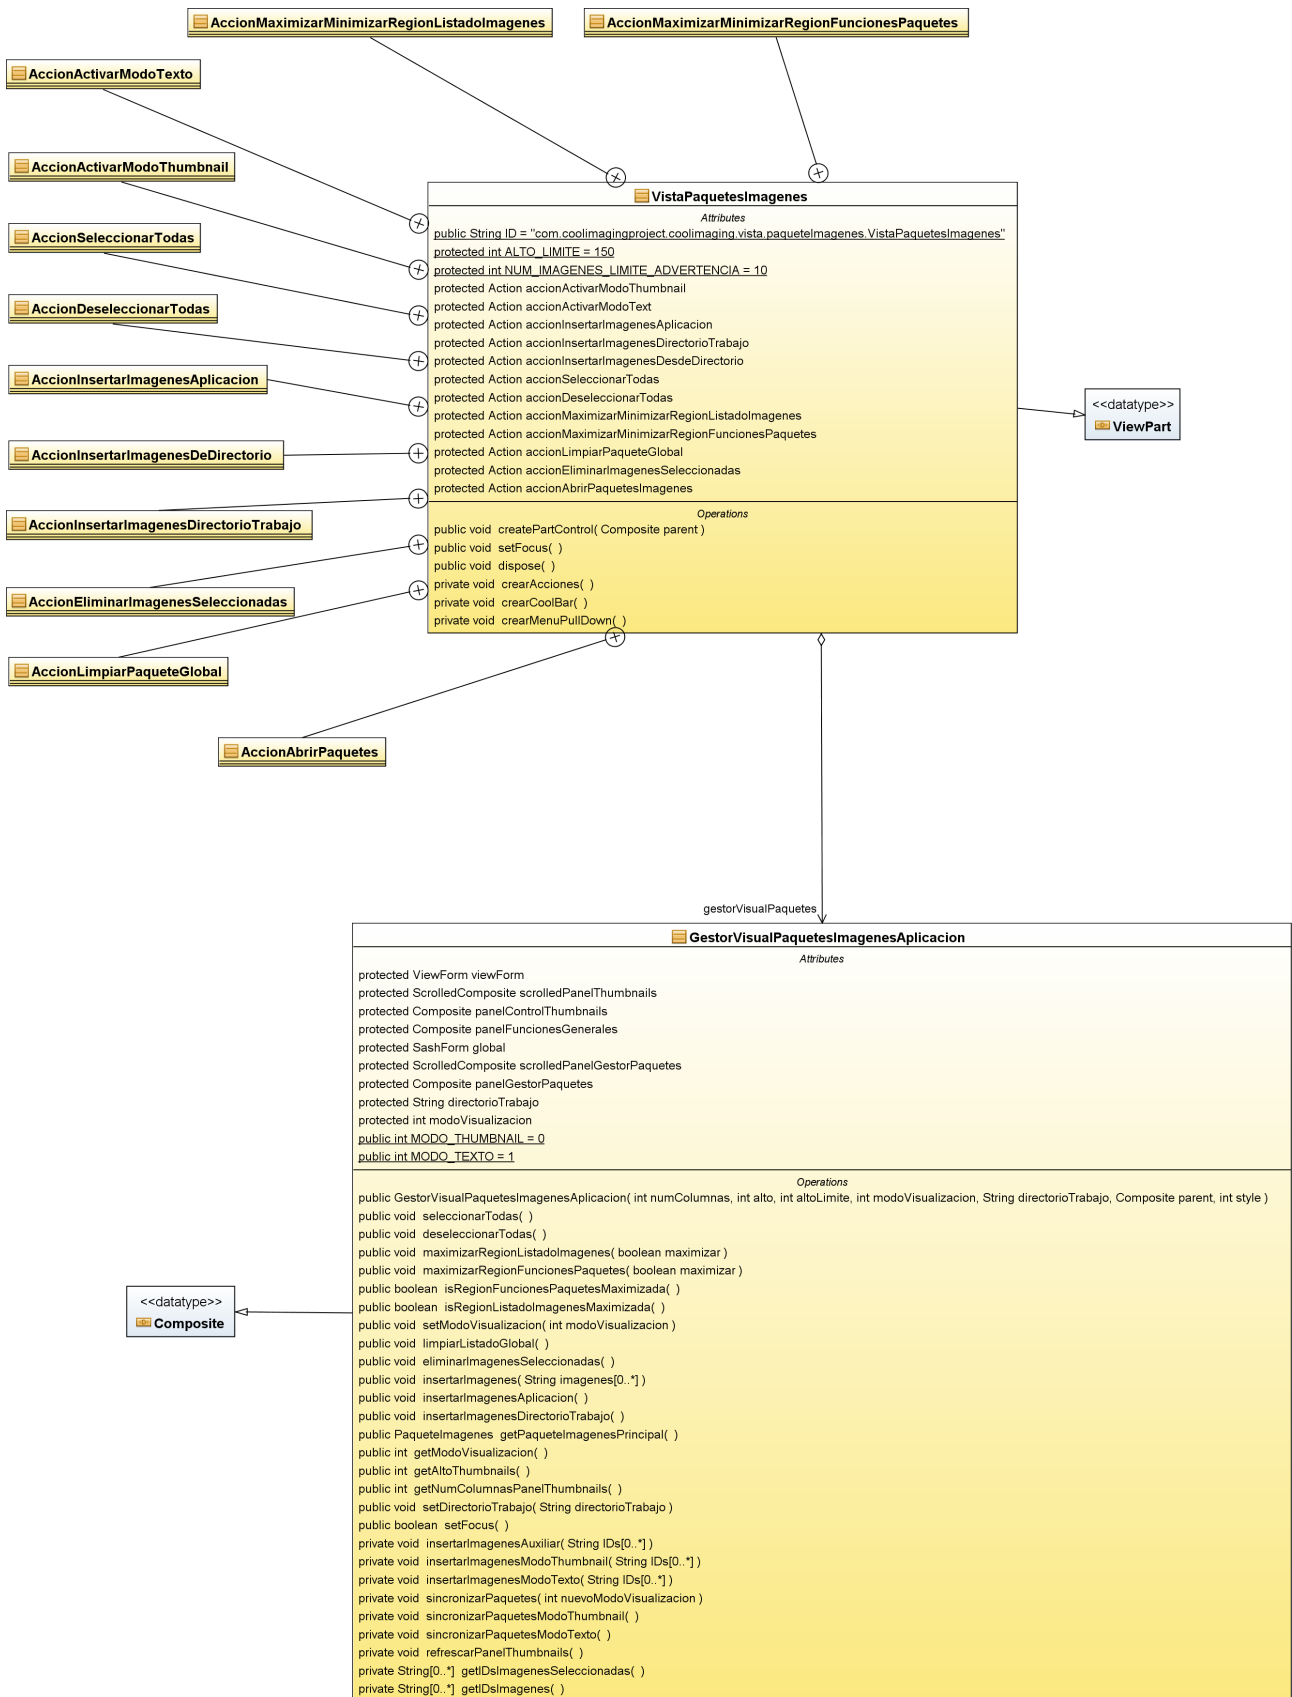 AccionMaximizarMinimizarRegionListadoImagenes
AccionMaximizarMinimizarRegionFuncionesPaquetes
AccionActivarModoTexto
AccionActivarModoThumbnail
AccionSeleccionarTodas
AccionDeseleccionarTodas
AccionInsertarImagenesAplicacion
AccionInsertarImagenesDeDirectorio
AccionInsertarImagenesDirectorioTrabajo
AccionEliminarImagenesSeleccionadas
AccionLimpiarPaqueteGlobal
AccionAbrirPaquetes
VistaPaquetesImagenes
Attributes
public String ID = "com.coolimagingproject.coolimaging.vista.paqueteImagenes.VistaPaquetesImagenes"
protected int ALTO_LIMITE = 150
protected int NUM_IMAGENES_LIMITE_ADVERTENCIA = 10
protected Action accionActivarModoThumbnail
protected Action accionActivarModoText
protected Action accionInsertarImagenesAplicacion
protected Action accionInsertarImagenesDirectorioTrabajo
protected Action accionInsertarImagenesDesdeDirectorio
protected Action accionSeleccionarTodas
protected Action accionDeseleccionarTodas
protected Action accionMaximizarMinimizarRegionListadoImagenes
protected Action accionMaximizarMinimizarRegionFuncionesPaquetes
protected Action accionLimpiarPaqueteGlobal
protected Action accionEliminarImagenesSeleccionadas
protected Action accionAbrirPaquetesImagenes
Operations
public void createPartControl( Composite parent )
public void setFocus( )
public void dispose( )
private void crearAcciones( )
private void crearCoolBar( )
private void crearMenuPullDown( )
<<datatype>>
ViewPart
gestorVisualPaquetes
GestorVisualPaquetesImagenesAplicacion
Attributes
protected ViewForm viewForm
protected ScrolledComposite scrolledPanelThumbnails
protected Composite panelControlThumbnails
protected Composite panelFuncionesGenerales
protected SashForm global
protected ScrolledComposite scrolledPanelGestorPaquetes
protected Composite panelGestorPaquetes
protected String directorioTrabajo
protected int modoVisualizacion
public int MODO_THUMBNAIL = 0
public int MODO_TEXTO = 1
Operations
public GestorVisualPaquetesImagenesAplicacion( int numColumnas, int alto, int altoLimite, int modoVisualizacion, String directorioTrabajo, Composite parent, int style )
public void seleccionarTodas( )
public void deseleccionarTodas( )
public void maximizarRegionListadoImagenes( boolean maximizar )
public void maximizarRegionFuncionesPaquetes( boolean maximizar )
public boolean isRegionFuncionesPaquetesMaximizada( )
public boolean isRegionListadoImagenesMaximizada( )
public void setModoVisualizacion( int modoVisualizacion )
public void limpiarListadoGlobal( )
public void eliminarImagenesSeleccionadas( )
public void insertarImagenes( String imagenes[0..*] )
public void insertarImagenesAplicacion( )
public void insertarImagenesDirectorioTrabajo( )
public PaqueteImagenes getPaqueteImagenesPrincipal( )
public int getModoVisualizacion( )
public int getAltoThumbnails( )
public int getNumColumnasPanelThumbnails( )
public void setDirectorioTrabajo( String directorioTrabajo )
public boolean setFocus( )
private void insertarImagenesAuxiliar( String IDs[0..*] )
private void insertarImagenesModoThumbnail( String IDs[0..*] )
private void insertarImagenesModoTexto( String IDs[0..*] )
private void sincronizarPaquetes( int nuevoModoVisualizacion )
private void sincronizarPaquetesModoThumbnail( )
private void sincronizarPaquetesModoTexto( )
private void refrescarPanelThumbnails( )
private String[0..*] getIDsImagenesSeleccionadas( )
private String[0..*] getIDsImagenes( )
<<datatype>>
Composite